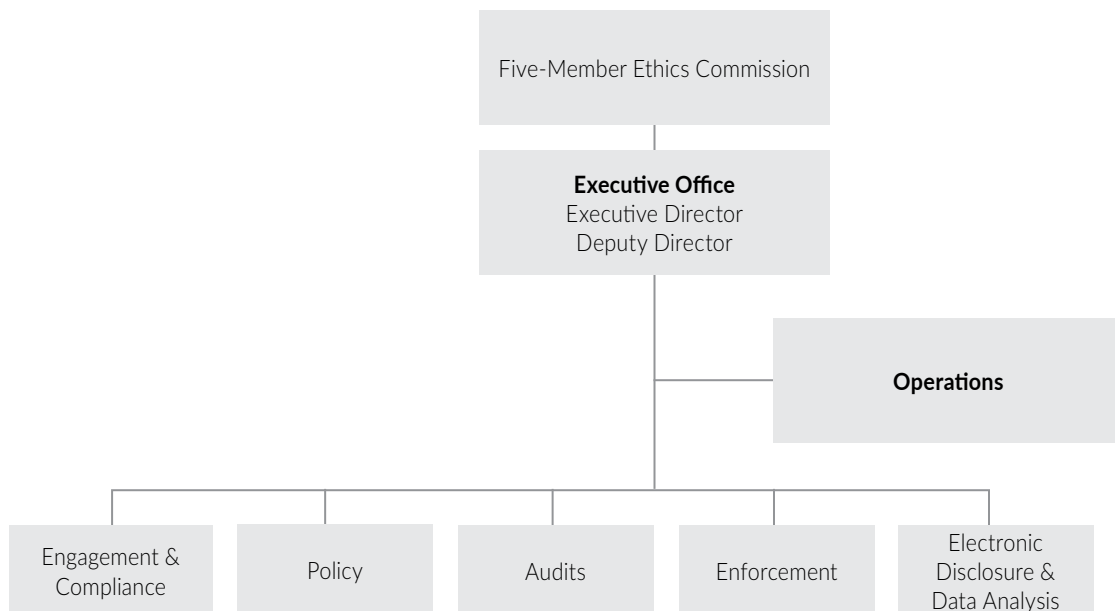 Five-Member Ethics Commission
Executive Office
Executive Director
Deputy Director
Operations
Engagement &
Compliance
Policy
Audits
Enforcement
Electronic
Disclosure &
Data Analysis